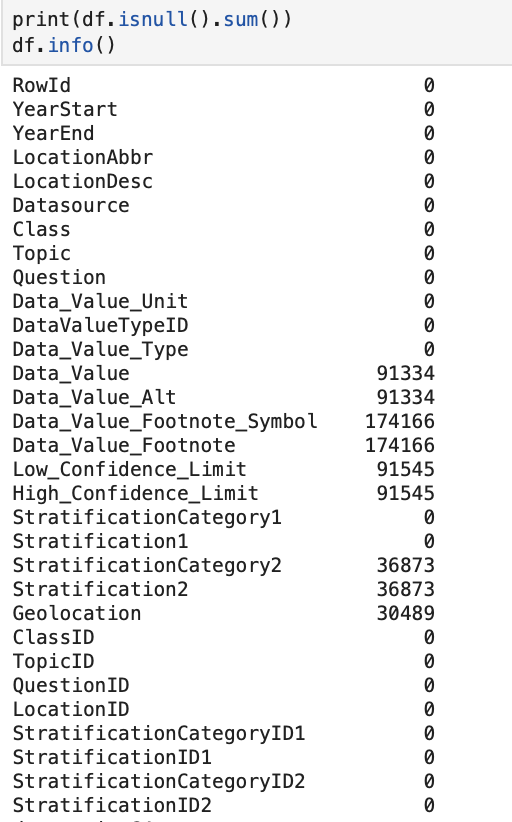 print(df.isnull().sum())
df.info()
RowId 0
YearStart 0
YearEnd 0
LocationAbbr 0
LocationDesc 0
Datasource 0
Class 0
Topic 0
Question 0
Data_Value_Unit 0
DataValueTypeID 0
Data_Value_Type 0
Data_Value 91334
Data_Value_Alt 91334
Data_Value_Footnote_Symbol 174166
Data_Value_Footnote 174166
Low_Confidence_Limit 91545
High_Confidence_Limit 91545
StratificationCategory1 0
Stratification1 0
StratificationCategory2 36873
Stratification2 36873
Geolocation 30489
ClassID 0
TopicID 0
QuestionID 0
LocationID 0
StratificationCategoryID1 0
StratificationID1 0
StratificationCategoryID2 0
StratificationID2 0